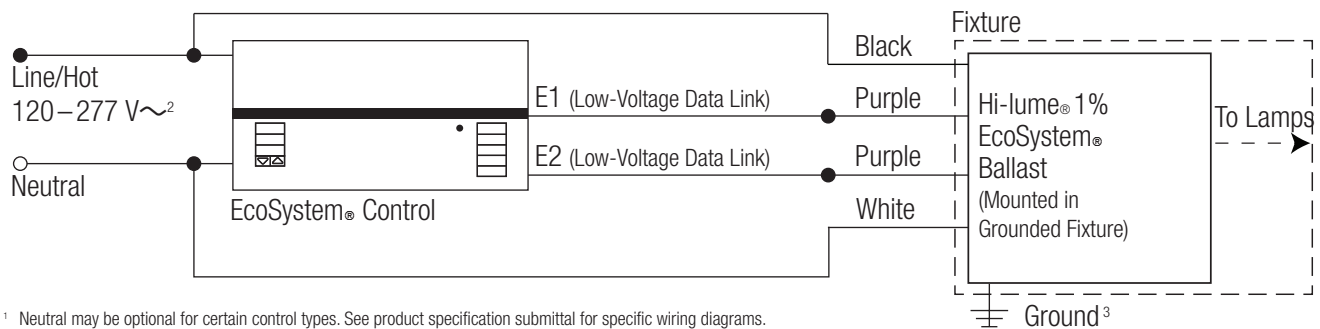 Fixture
Black
Line/Hot
120–277 V~²
E1 (Low-Voltage Data Link)
Purple
Hi-lume® 1%
EcoSystem®
Ballast
(Mounted in
Grounded Fixture)
To Lamps
E2 (Low-Voltage Data Link)
Purple
Neutral
EcoSystem® Control
White
Ground ³
¹ Neutral may be optional for certain control types. See product specification submittal for specific wiring diagrams.